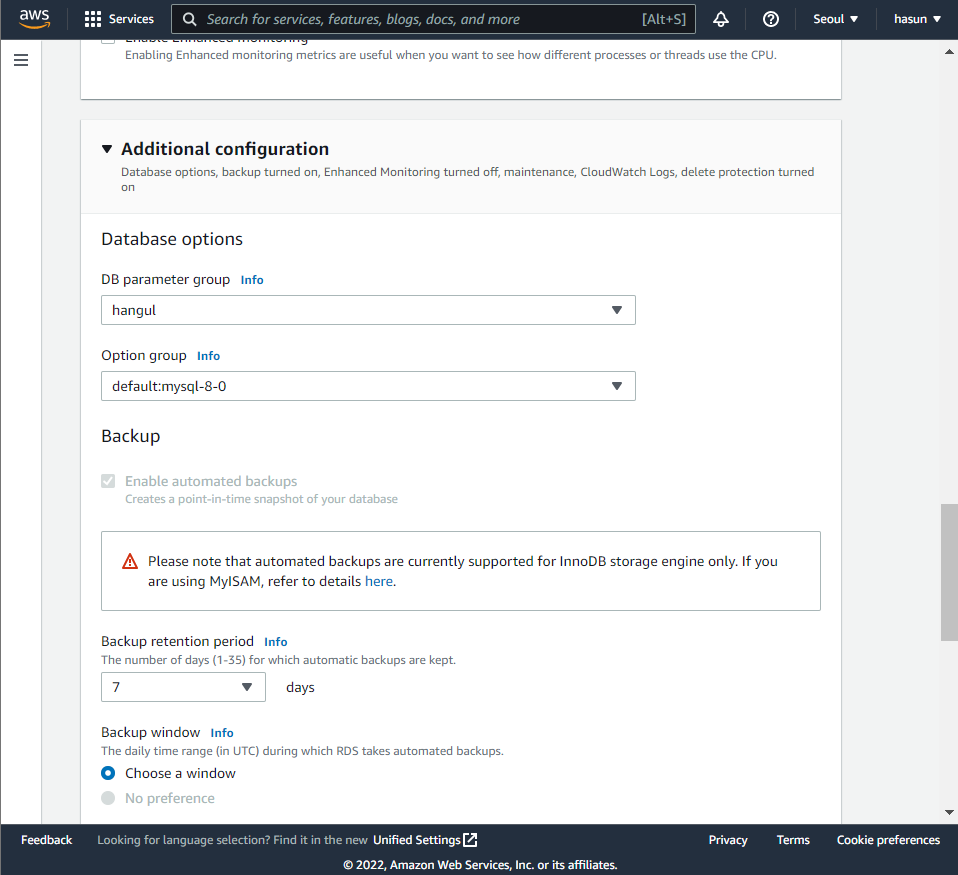 aws
Services
Search for services, features, blogs, docs, and more
[Alt+S]
Seoul
hasun
Enable Enhanced monitoring
Enabling Enhanced monitoring metrics are useful when you want to see how different processes or threads use the CPU.
Additional configuration
Database options, backup turned on, Enhanced Monitoring turned off, maintenance, CloudWatch Logs, delete protection turned
on
Database options
DB parameter group Info
hangul
Option group Info
default:mysql-8-0
Backup
Enable automated backups
Creates a point-in-time snapshot of your database
Please note that automated backups are currently supported for InnoDB storage engine only. If you
are using MyISAM, refer to details here.
Backup retention period Info
The number of days (1-35) for which automatic backups are kept.
7 days
Backup window Info
The daily time range (in UTC) during which RDS takes automated backups.
Choose a window
No preference
Feedback Looking for language selection? Find it in the new Unified Settings Privacy Terms Cookie preferences
© 2022, Amazon Web Services, Inc. or its affiliates.